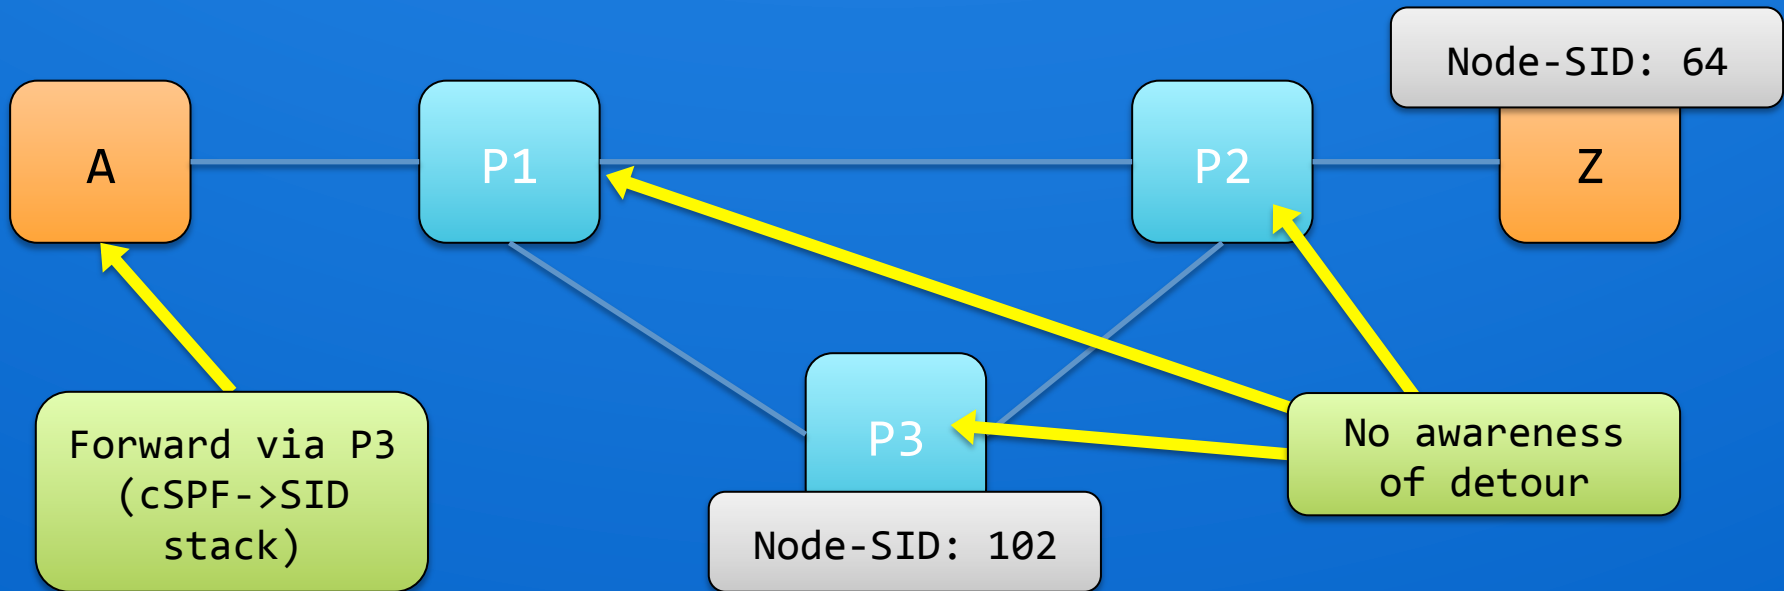 Node-SID: 64
A
P1
P2
Z
Forward via P3
(cSPF->SID
stack)
P3
Node-SID: 102
No awareness
of detour